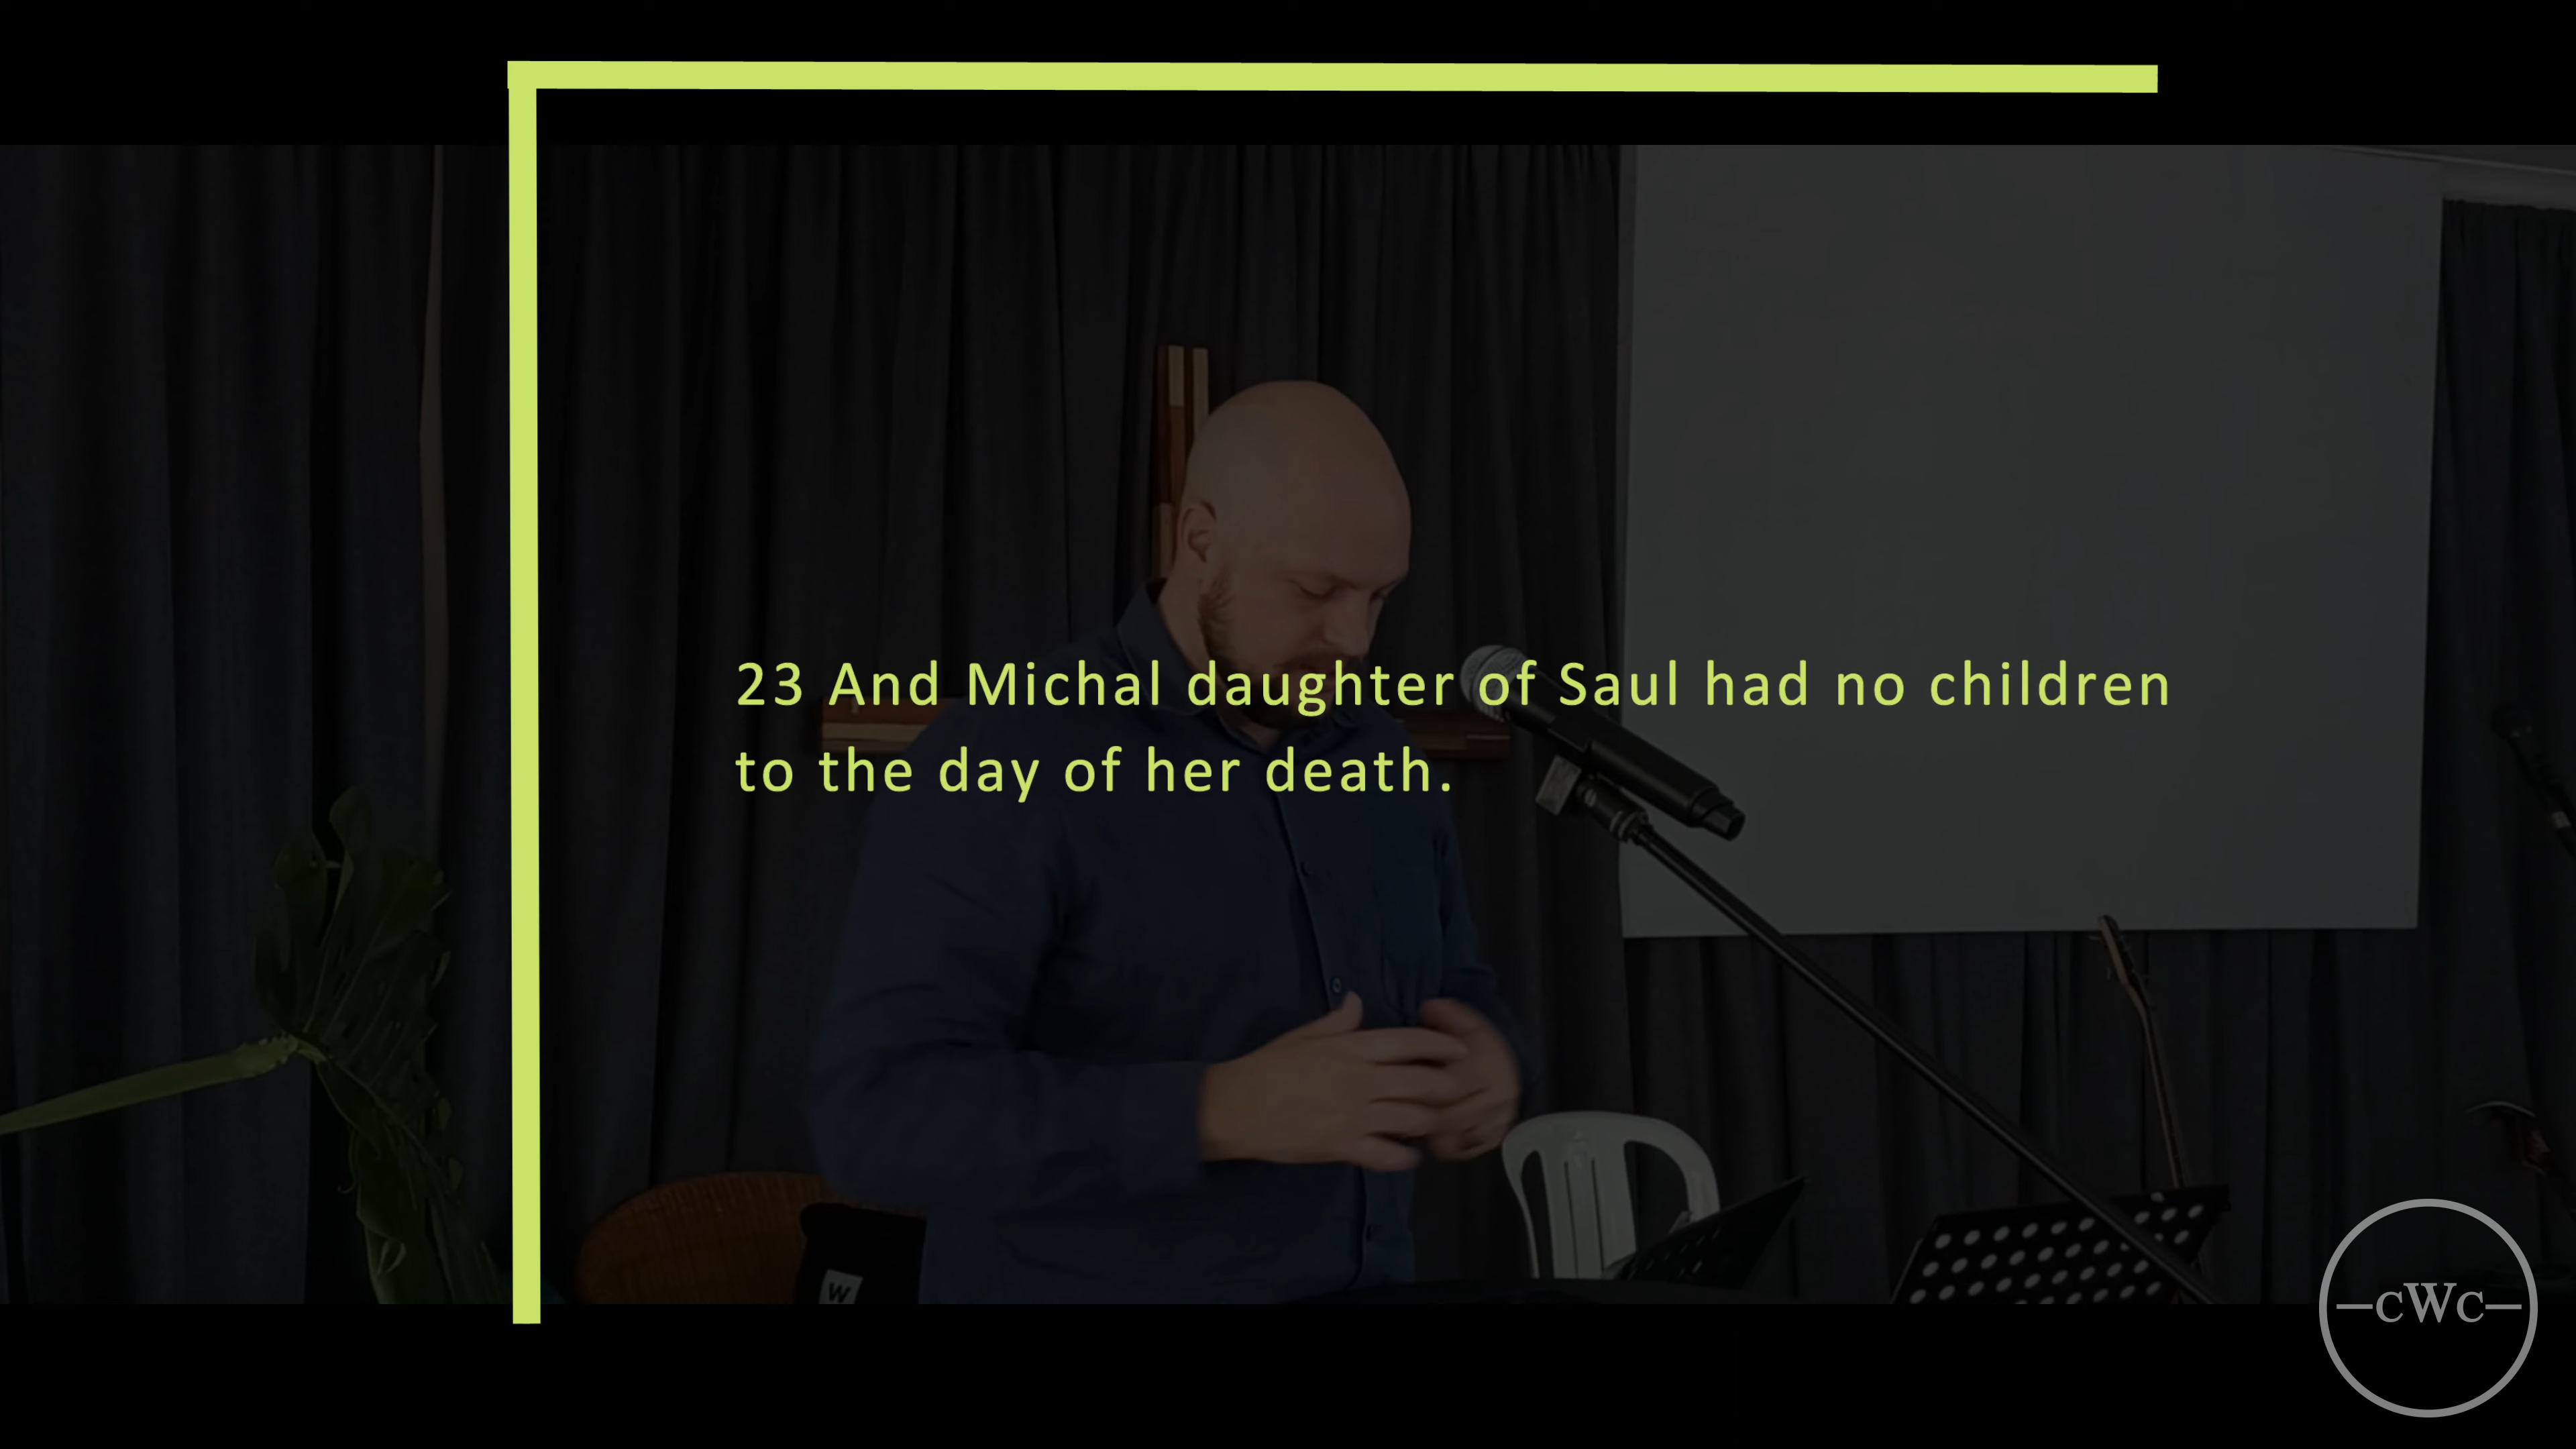 23 And Michal daughter of Saul had no children
to the day of her death.
W
cWc